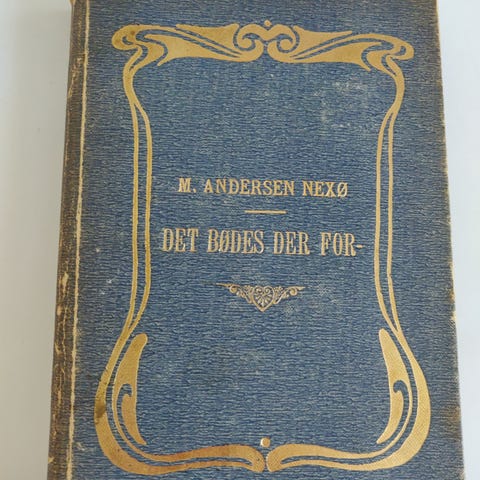 M. ANDERSEN NEXØ
DET BØDES DER FOR-